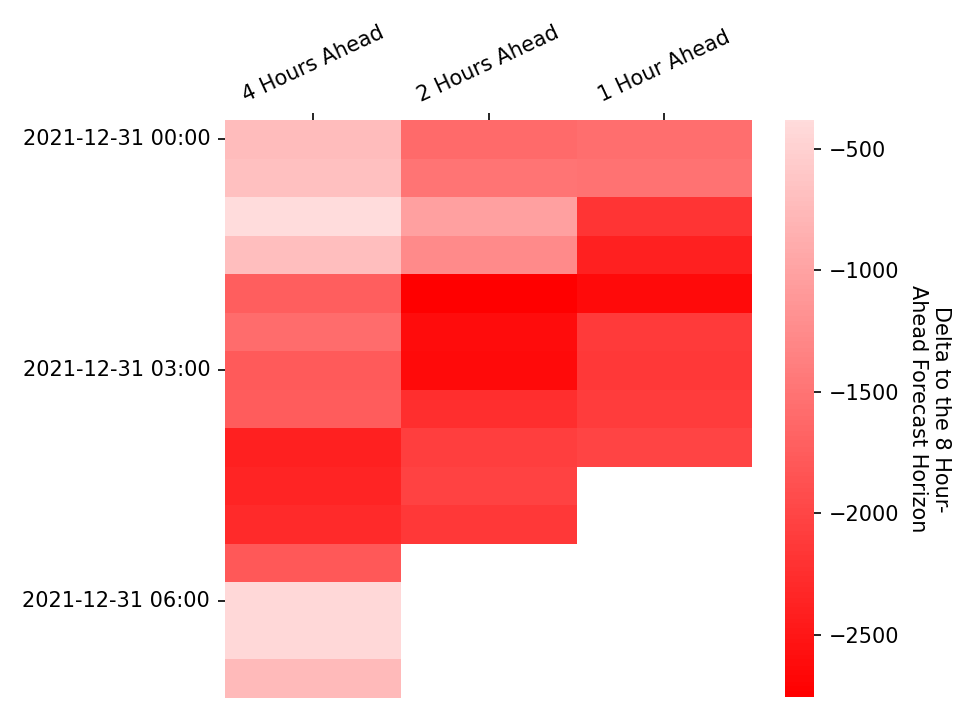 4 Hours Ahead
2 Hours Ahead
1 Hour Ahead
2021-12-31 00:00
2021-12-31 03:00
2021-12-31 06:00
−500
−1000
−1500
−2000
−2500
Delta to the 8 Hour-
Ahead Forecast Horizon